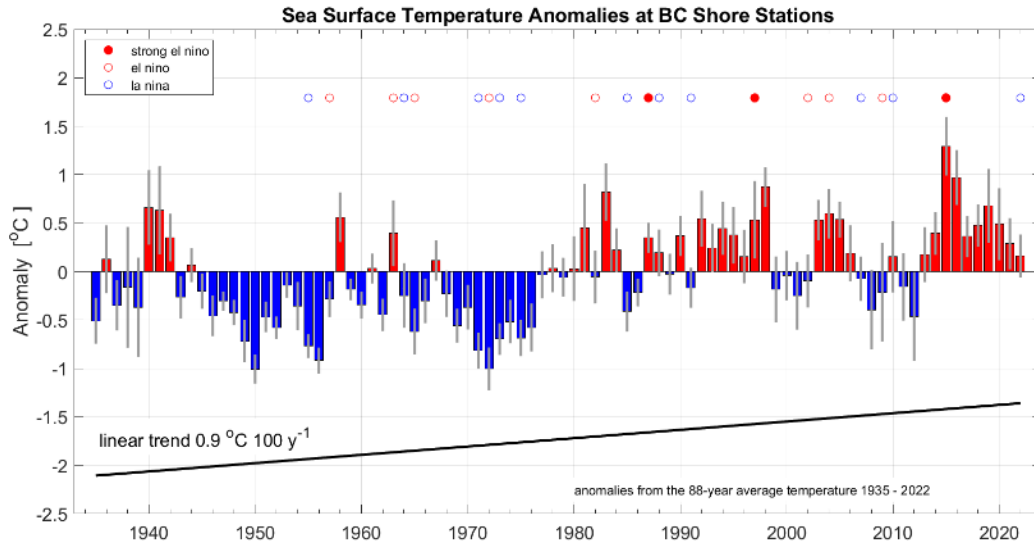 Sea Surface Temperature Anomalies at BC Shore Stations
2.5
2
1.5
1
0.5
0
-0.5
-1
-1.5
-2
-2.5
Anomaly [°C ]
strong el nino
el nino
la nina
linear trend 0.9 °C 100 y⁻¹
anomalies from the 88-year average temperature 1935 - 2022
1940 1950 1960 1970 1980 1990 2000 2010 2020